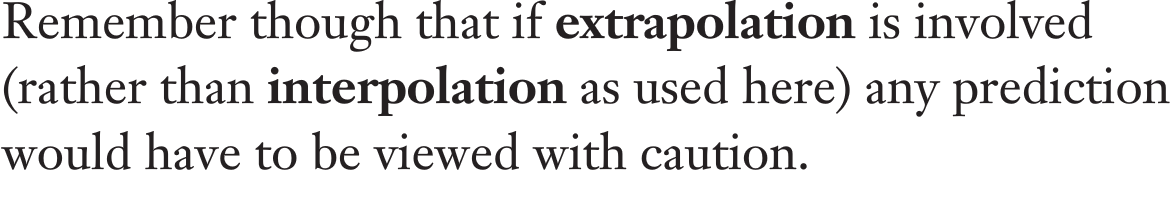 Remember though that if extrapolation is involved
(rather than interpolation as used here) any prediction
would have to be viewed with caution.